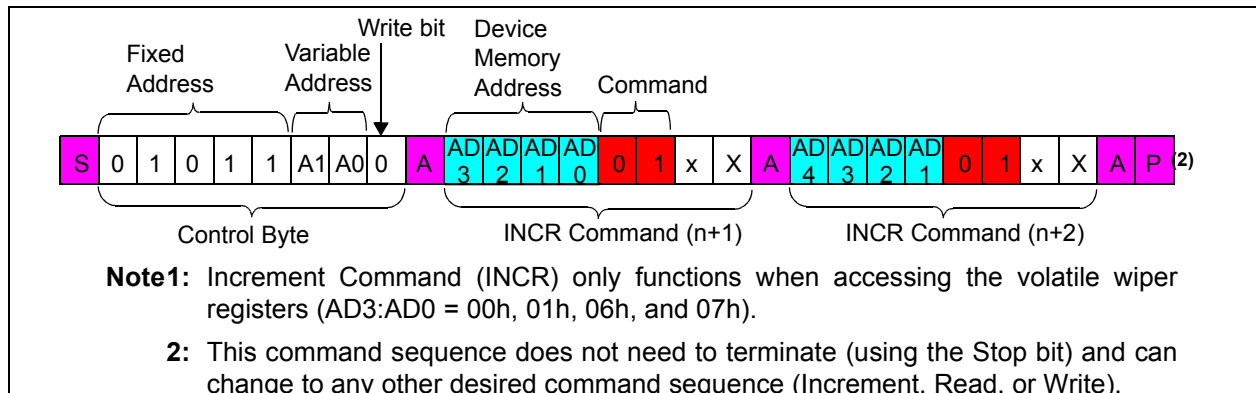 Write bit
Device Memory Address
Fixed Address
Variable Address
Command
S 0 1 0 1 1 A1 A0 0 A AD3 AD2 AD1 AD0 0 1 x X A AD4 AD3 AD2 AD1 0 1 x X A P (2)
Control Byte
INCR Command (n+1)
INCR Command (n+2)
Note1: Increment Command (INCR) only functions when accessing the volatile wiper
registers (AD3:AD0 = 00h, 01h, 06h, and 07h).
2: This command sequence does not need to terminate (using the Stop bit) and can
change to any other desired command sequence (Increment, Read, or Write).